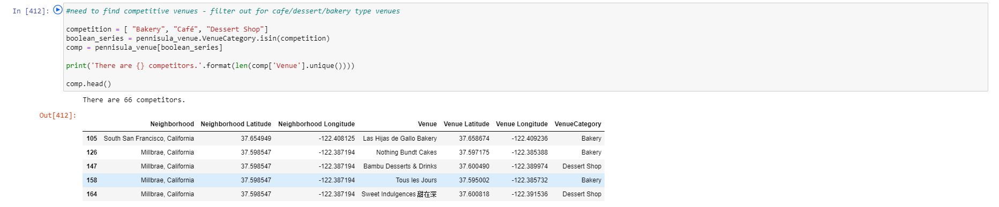 In [412]:
#need to find competitive venues - filter out for cafe/dessert/bakery type venues
competition = [ "Bakery", "Café", "Dessert Shop"]
boolean_series = pennisula_venue.VenueCategory.isin(competition)
comp = pennisula_venue[boolean_series]
print('There are {} competitors.'.format(len(comp['Venue'].unique())))
comp.head()
There are 66 competitors.
Out[412]:
Neighborhood Neighborhood Latitude Neighborhood Longitude Venue Venue Latitude Venue Longitude VenueCategory
105 South San Francisco, California 37.654949 -122.408125 Las Hijas de Gallo Bakery 37.658674 -122.409236 Bakery
126 Millbrae, California 37.598547 -122.387194 Nothing Bundt Cakes 37.597175 -122.385388 Bakery
147 Millbrae, California 37.598547 -122.387194 Bambu Desserts & Drinks 37.600490 -122.389974 Dessert Shop
158 Millbrae, California 37.598547 -122.387194 Tous les Jours 37.595002 -122.385732 Bakery
164 Millbrae, California 37.598547 -122.387194 Sweet Indulgences 甜在深 37.600818 -122.391536 Dessert Shop